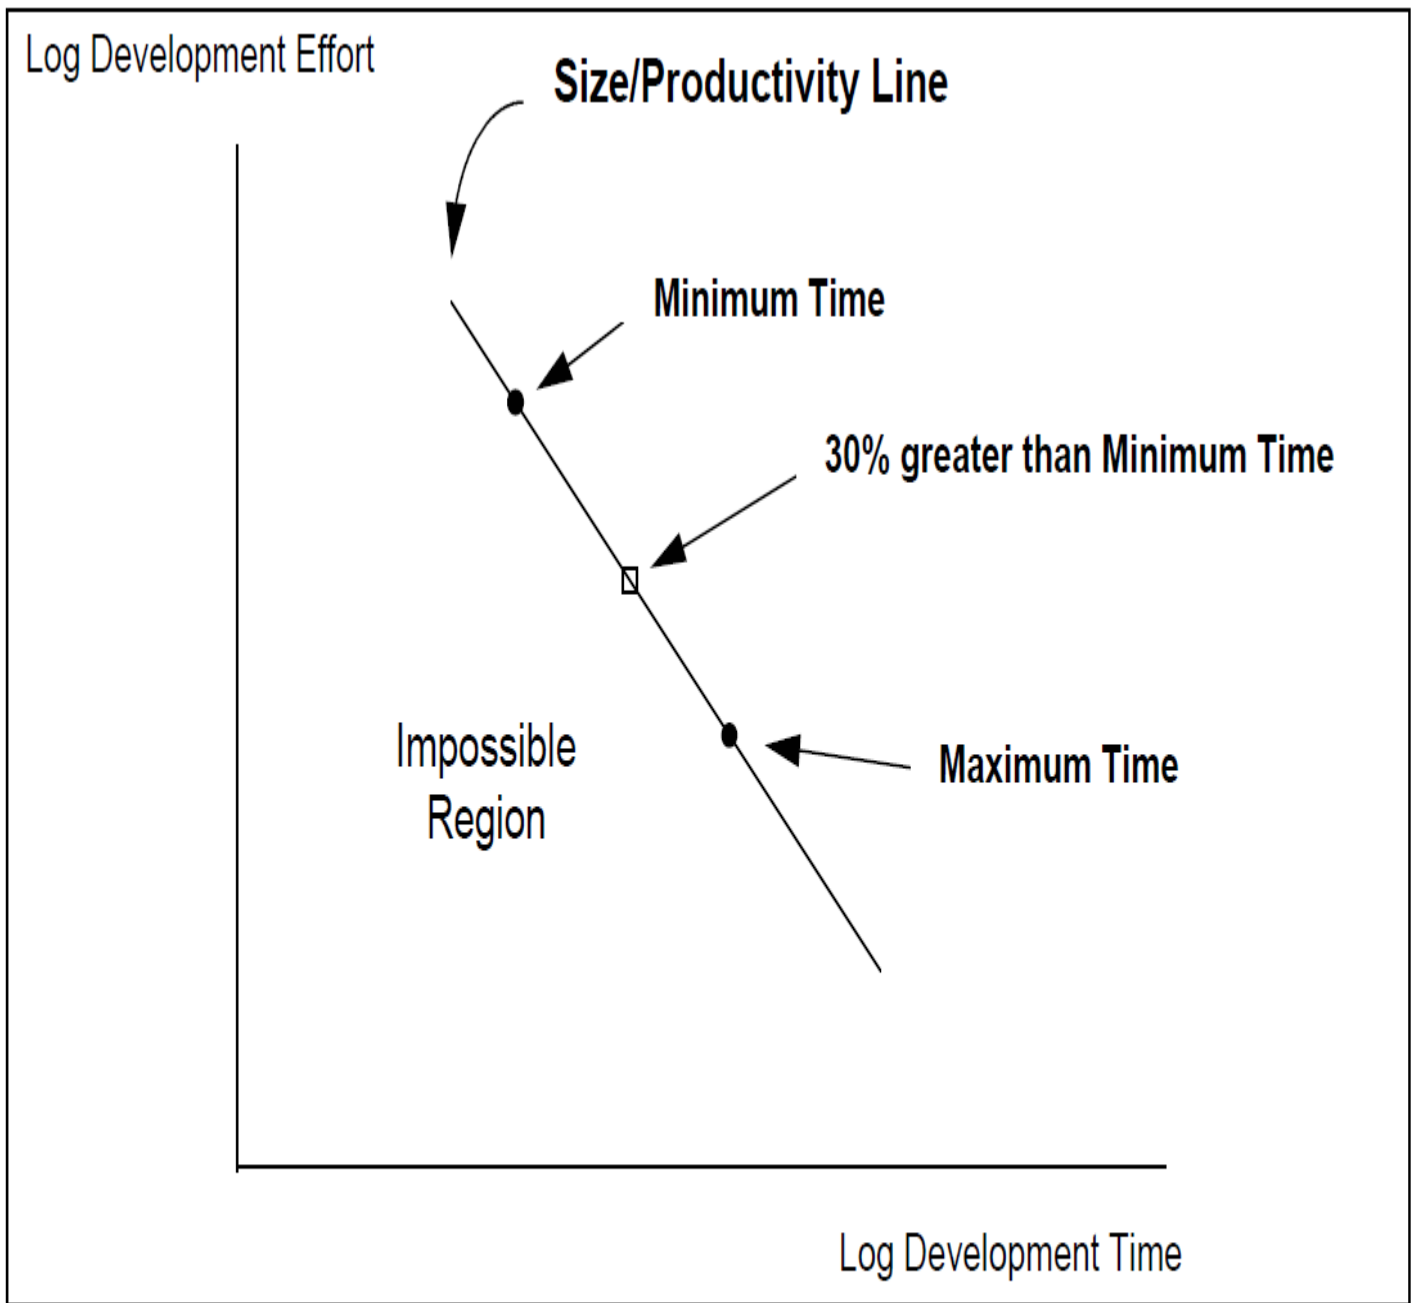 Log Development Effort
Size/Productivity Line
Minimum Time
30% greater than Minimum Time
Impossible
Region
Maximum Time
Log Development Time